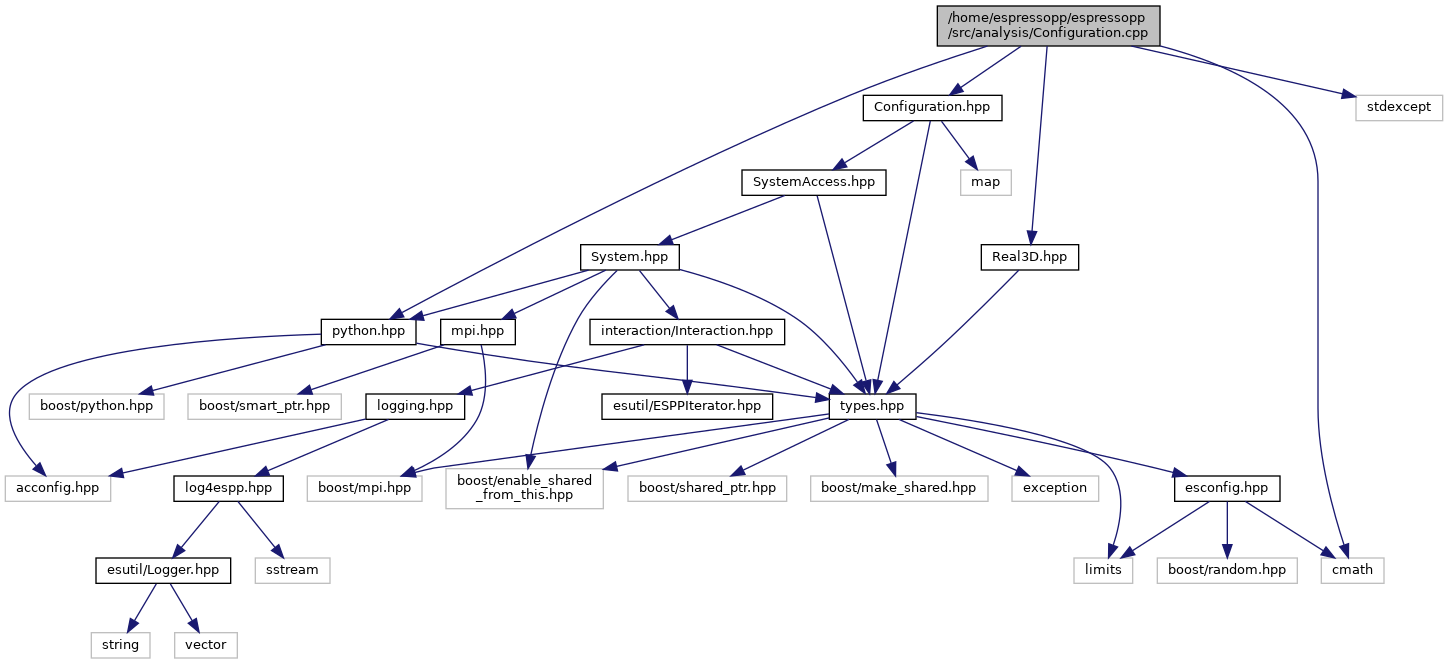 /home/espressopp/espressopp
/src/analysis/Configuration.cpp
Configuration.hpp
stdexcept
SystemAccess.hpp
map
System.hpp
Real3D.hpp
python.hpp
mpi.hpp
interaction/Interaction.hpp
boost/python.hpp
boost/smart_ptr.hpp
logging.hpp
esutil/ESPPIterator.hpp
types.hpp
acconfig.hpp
log4espp.hpp
boost/mpi.hpp
boost/enable_shared
_from_this.hpp
boost/shared_ptr.hpp
boost/make_shared.hpp
exception
esconfig.hpp
esutil/Logger.hpp
sstream
limits
boost/random.hpp
cmath
string
vector